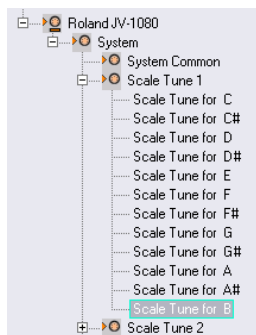 Roland JV-1080
System
System Common
Scale Tune 1
Scale Tune for C
Scale Tune for C#
Scale Tune for D
Scale Tune for D#
Scale Tune for E
Scale Tune for F
Scale Tune for F#
Scale Tune for G
Scale Tune for G#
Scale Tune for A
Scale Tune for A#
Scale Tune for B
Scale Tune 2